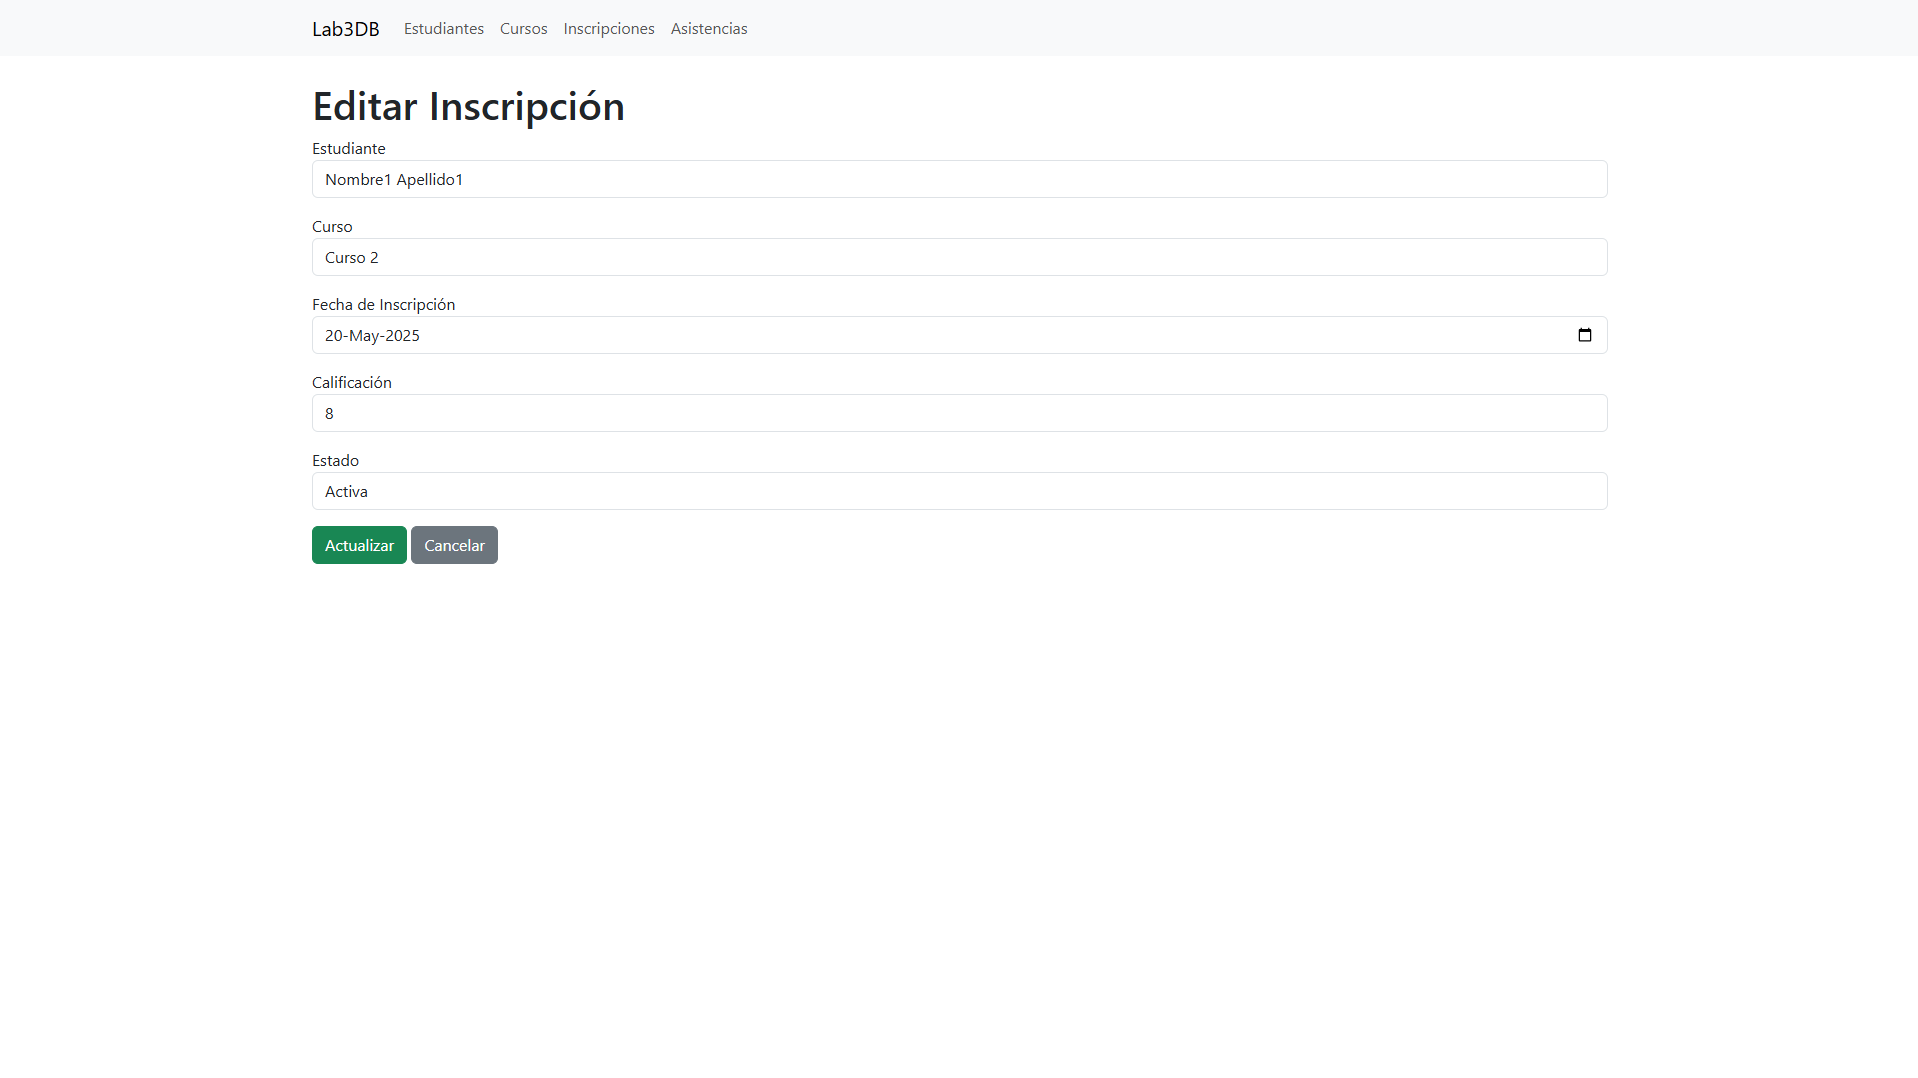 Lab3DB Estudiantes Cursos Inscripciones Asistencias
Editar Inscripción
Estudiante
Nombre1 Apellido1
Curso
Curso 2
Fecha de Inscripción
20-May-2025
Calificación
8
Estado
Activa
Actualizar Cancelar